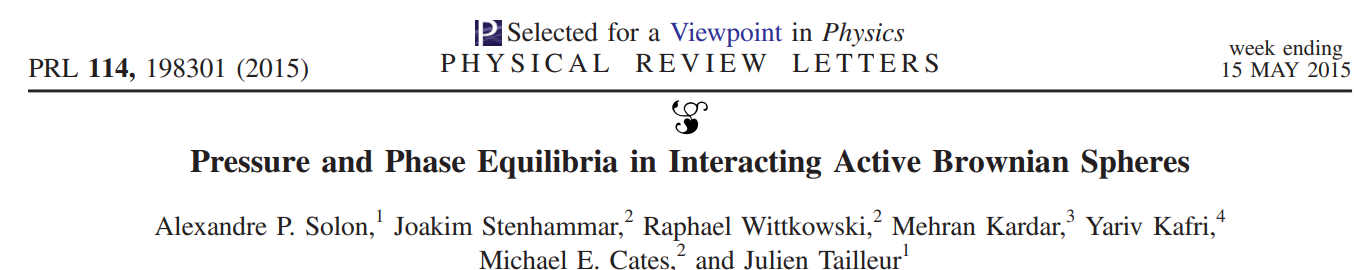 Selected for a Viewpoint in Physics
PRL 114, 198301 (2015)
PHYSICAL REVIEW LETTERS
week ending
15 MAY 2015
Pressure and Phase Equilibria in Interacting Active Brownian Spheres
Alexandre P. Solon,1 Joakim Stenhammar,2 Raphael Wittkowski,2 Mehran Kardar,3 Yariv Kafri,4
Michael E. Cates,2 and Julien Tailleur1